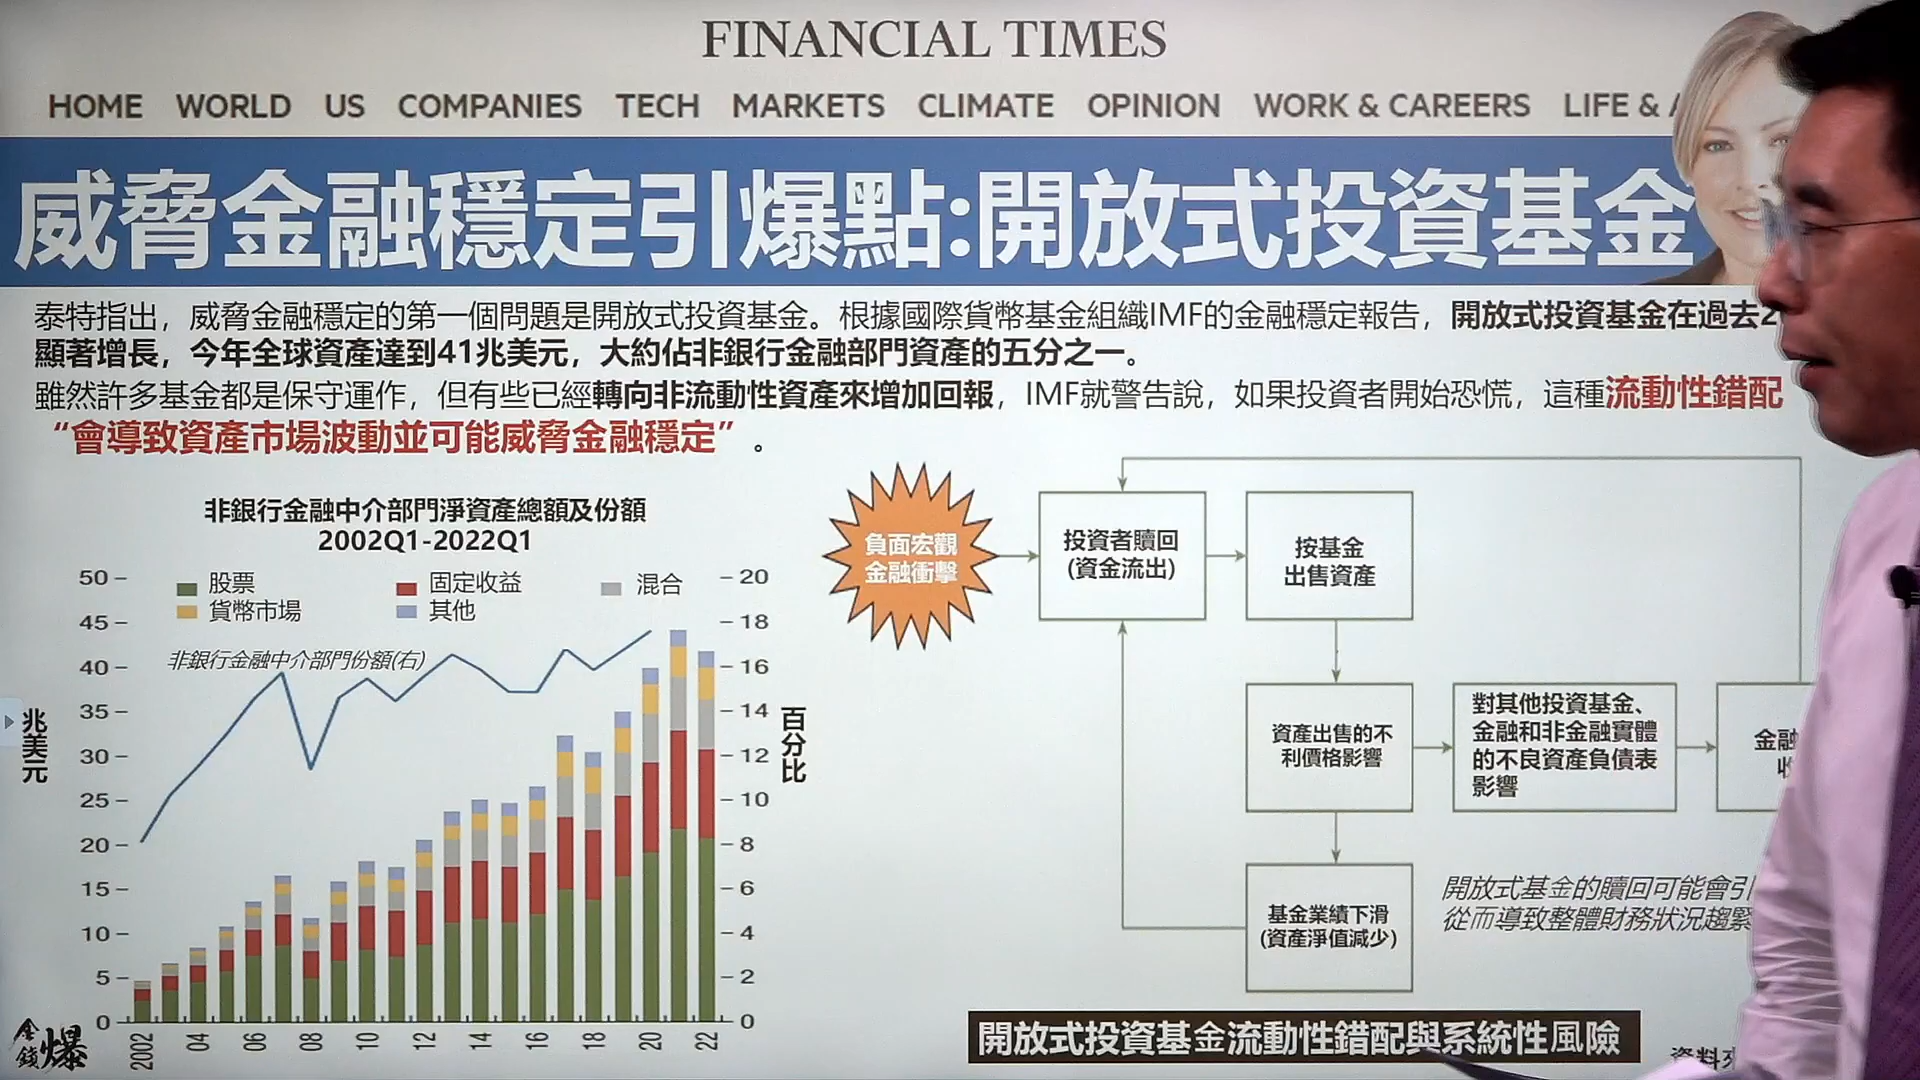 FINANCIAL TIMES
HOME WORLD US COMPANIES TECH MARKETS CLIMATE OPINION WORK & CAREERS LIFE &
威脅金融穩定引爆點:開放式投資基金
泰特指出，威脅金融穩定的第一個問題是開放式投資基金。根據國際貨幣基金組織IMF的金融穩定報告，開放式投資基金在過去2
顯著增長，今年全球資產達到41兆美元，大約佔非銀行金融部門資產的五分之一。
雖然許多基金都是保守運作，但有些已經轉向非流動性資產來增加回報，IMF就警告說，如果投資者開始恐慌，這種流動性錯配
“會導致資產市場波動並可能威脅金融穩定”。
非銀行金融中介部門淨資產總額及份額
2002Q1-2022Q1
股票 固定收益 混合
貨幣市場 其他
非銀行金融中介部門份額(右)
兆美元
50
45
40
35
30
25
20
15
10
5
0
百分比
20
18
16
14
12
10
8
6
4
2
0
2002 04 06 08 10 12 14 16 18 20 22
負面宏觀
金融衝擊
投資者贖回
(資金流出)
按基金
出售資產
資產出售的不
利價格影響
對其他投資基金、
金融和非金融實體
的不良資產負債表
影響
金融
收
基金業績下滑
(資產淨值減少)
開放式基金的贖回可能會引
從而導致整體財務狀況趨緊
開放式投資基金流動性錯配與系統性風險
資料來
金錢爆